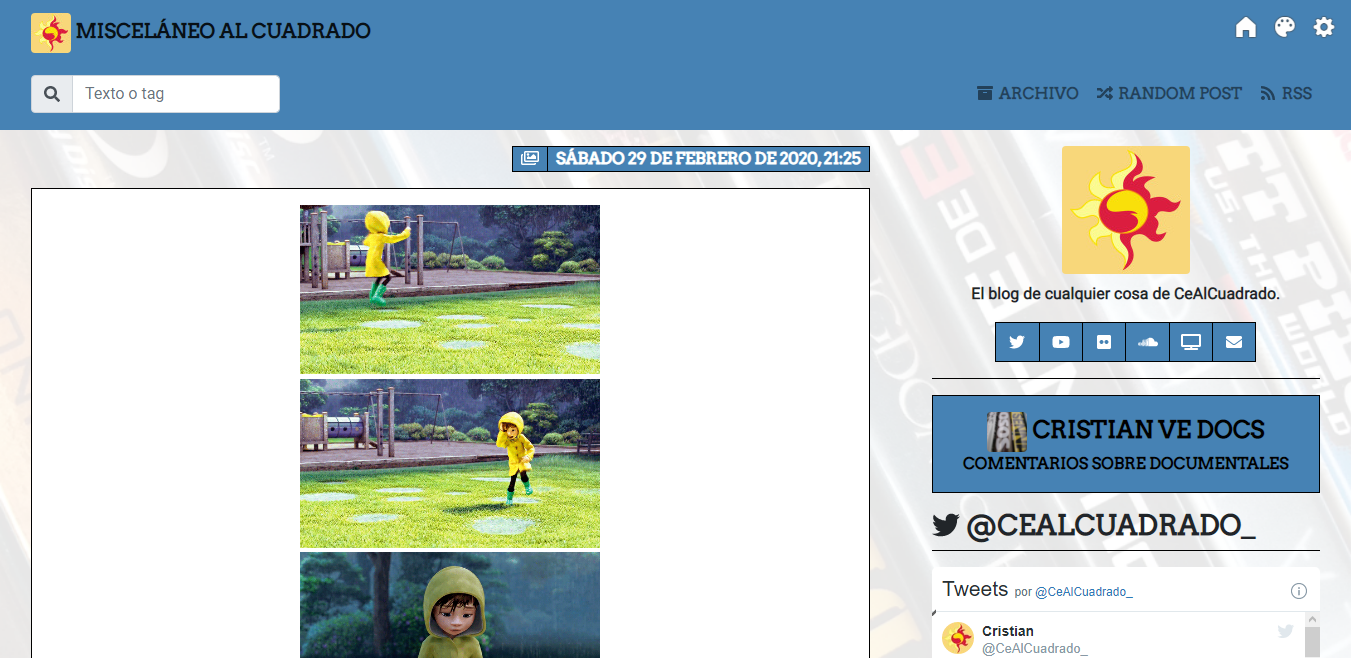 MISCELÁNEO AL CUADRADO
Texto o tag
ARCHIVO RANDOM POST RSS
SÁBADO 29 DE FEBRERO DE 2020, 21:25
El blog de cualquier cosa de CeAlCuadrado.
CRISTIAN VE DOCS
COMENTARIOS SOBRE DOCUMENTALES
@CEALCUADRADO_
Tweets por @CeAlCuadrado_
Cristian
@CeAlCuadrado_